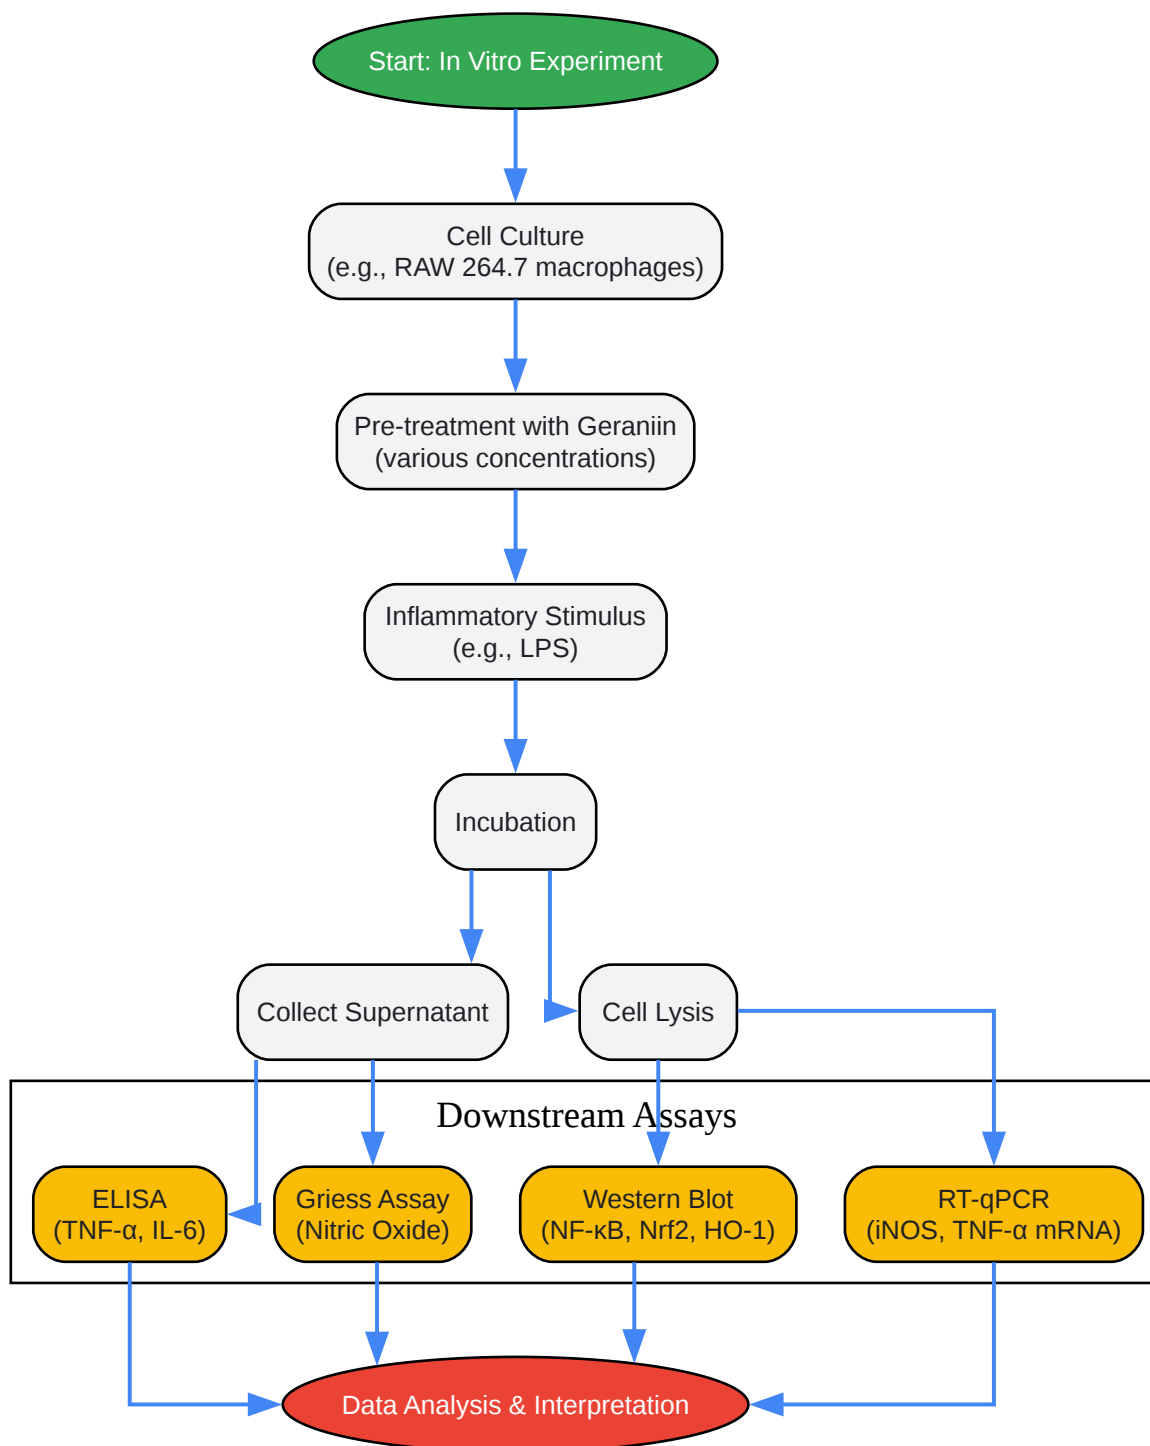 Start: In Vitro Experiment
Cell Culture
(e.g., RAW 264.7 macrophages)
Pre-treatment with Geraniin
(various concentrations)
Inflammatory Stimulus
(e.g., LPS)
Incubation
Collect Supernatant
Cell Lysis
Downstream Assays
ELISA
(TNF-α, IL-6)
Griess Assay
(Nitric Oxide)
Western Blot
(NF-κB, Nrf2, HO-1)
RT-qPCR
(iNOS, TNF-α mRNA)
Data Analysis & Interpretation